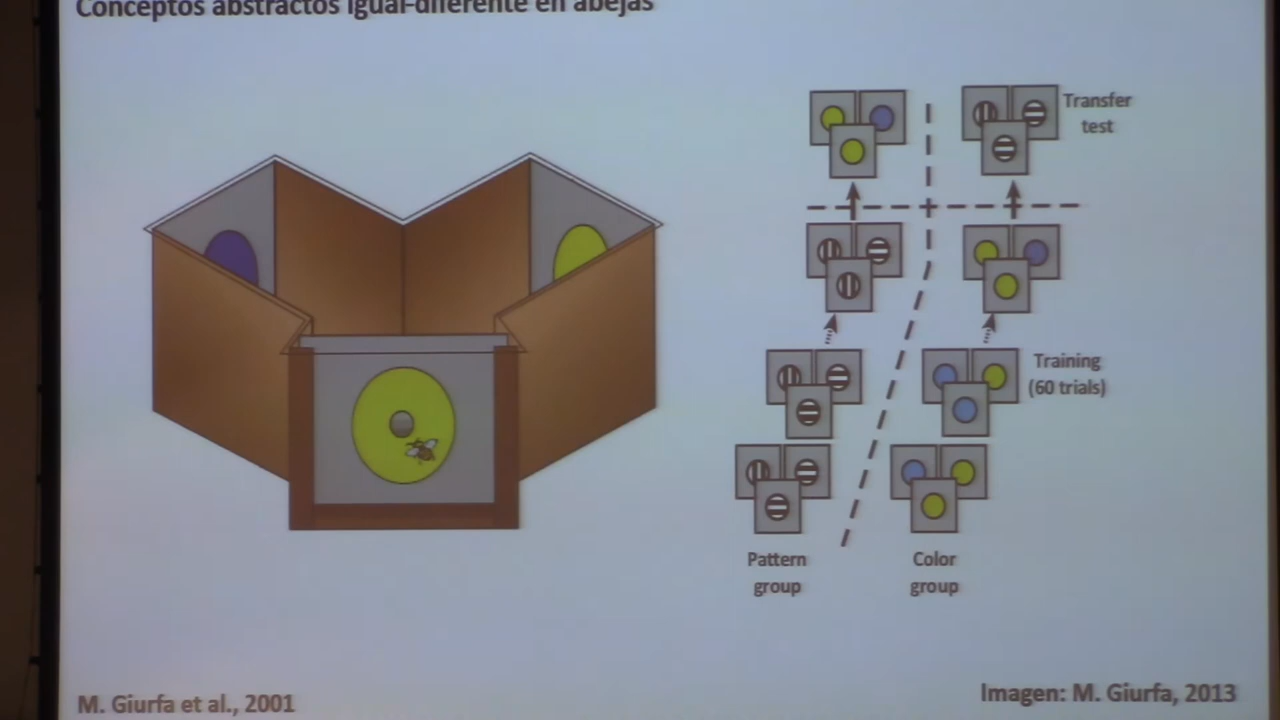 Conceptos abstractos igual-diferente en abejas
Transfer
test
Training
(60 trials)
Pattern
group
Color
group
M. Giurfa et al., 2001
Imagen: M. Giurfa, 2013